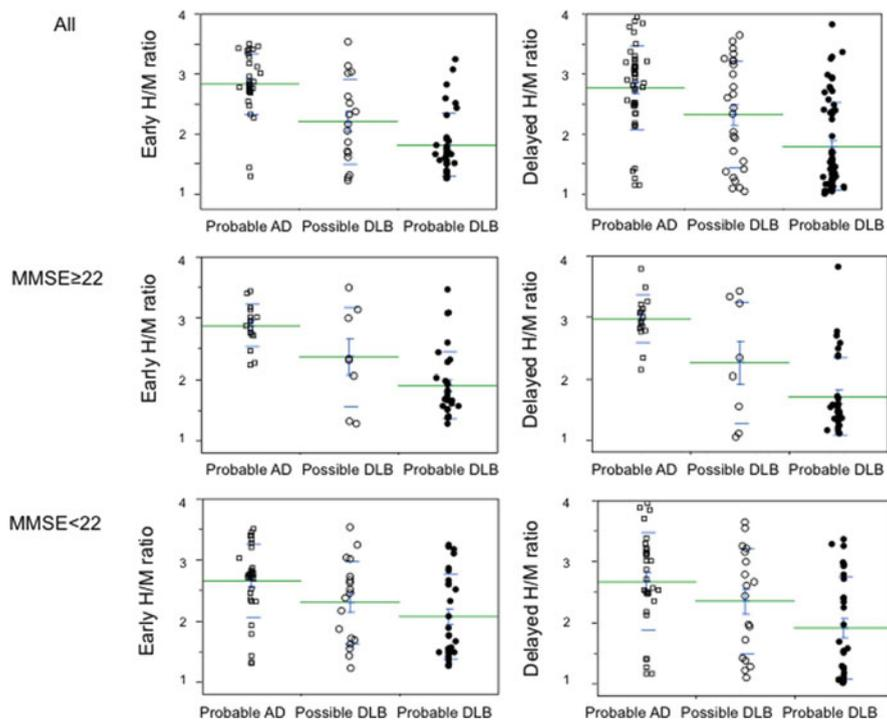 All
Early H/M ratio
4
3
2
1
Probable AD Possible DLB Probable DLB
Delayed H/M ratio
4
3
2
1
Probable AD Possible DLB Probable DLB
MMSE≥22
Early H/M ratio
4
3
2
1
Probable AD Possible DLB Probable DLB
Delayed H/M ratio
4
3
2
1
Probable AD Possible DLB Probable DLB
MMSE<22
Early H/M ratio
4
3
2
1
Probable AD Possible DLB Probable DLB
Delayed H/M ratio
4
3
2
1
Probable AD Possible DLB Probable DLB